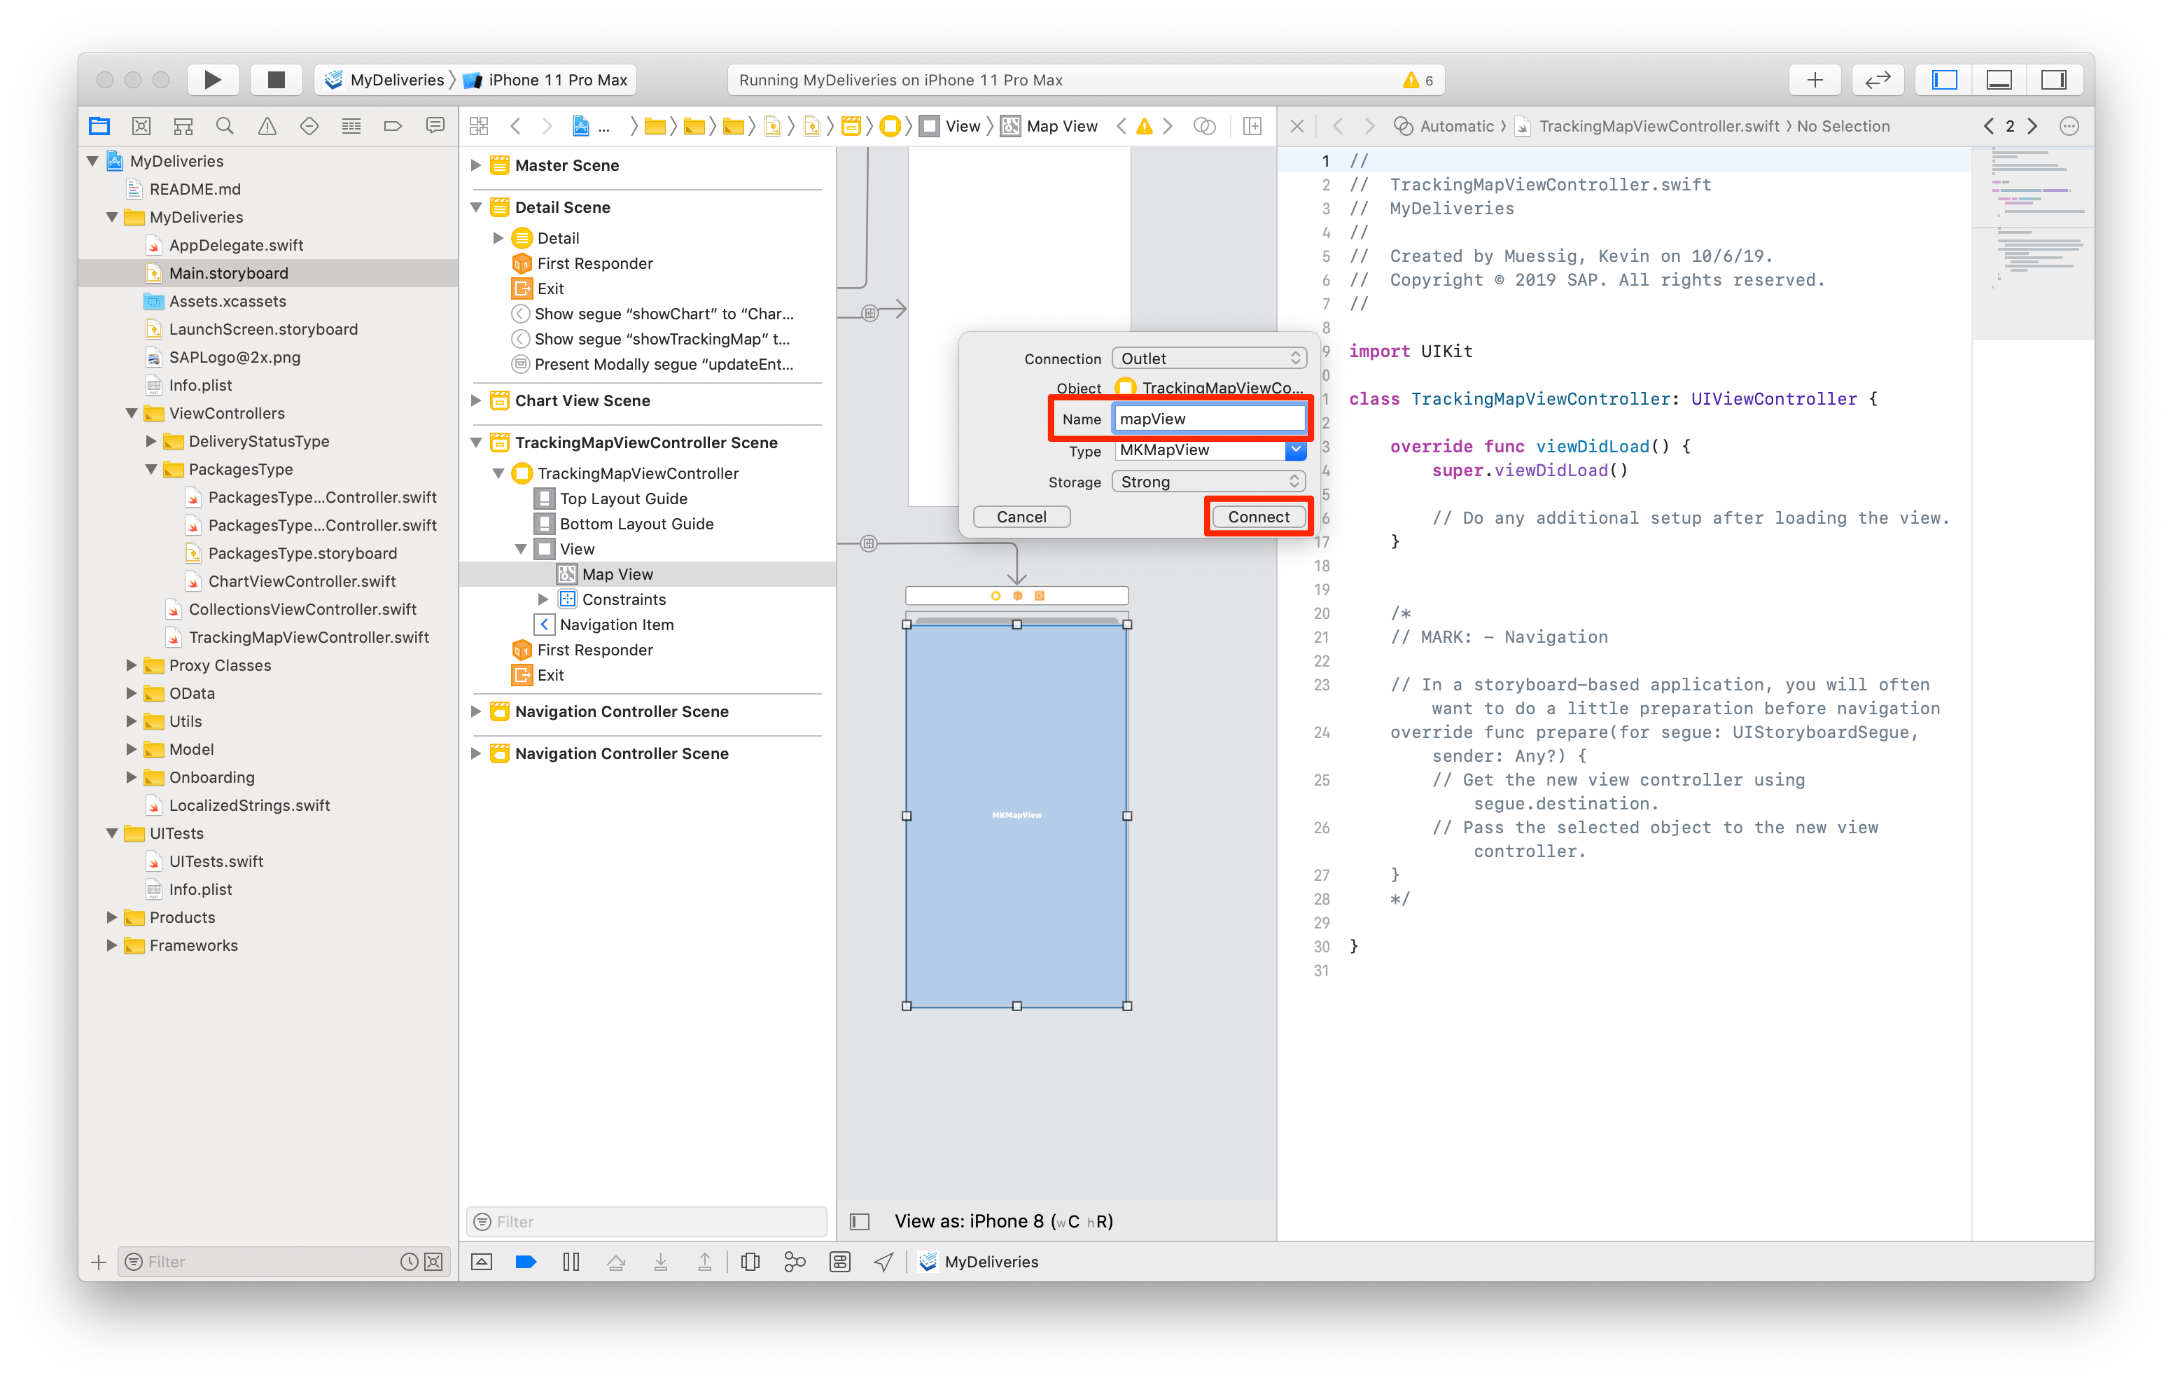 MyDeliveries
iPhone 11 Pro Max
Running MyDeliveries on iPhone 11 Pro Max
6
MyDeliveries
README.md
MyDeliveries
AppDelegate.swift
Main.storyboard
Assets.xcassets
LaunchScreen.storyboard
SAPLogo@2x.png
Info.plist
ViewControllers
DeliveryStatusType
PackagesType
PackagesType...Controller.swift
PackagesType...Controller.swift
PackagesType.storyboard
ChartViewController.swift
CollectionsViewController.swift
TrackingMapViewController.swift
Proxy Classes
OData
Utils
Model
Onboarding
LocalizedStrings.swift
UITests
UITests.swift
Info.plist
Products
Frameworks
Filter
...
View
Map View
Master Scene
Detail Scene
Detail
First Responder
Exit
Show segue “showChart” to “Char...
Show segue “showTrackingMap” t...
Present Modally segue “updateEnt...
Chart View Scene
TrackingMapViewController Scene
TrackingMapViewController
Top Layout Guide
Bottom Layout Guide
View
Map View
Constraints
Navigation Item
First Responder
Exit
Navigation Controller Scene
Navigation Controller Scene
Filter
Connection Outlet
Object TrackingMapViewCo...
Name mapView
Type MKMapView
Storage Strong
Cancel Connect
MKMapView
View as: iPhone 8 (wC hR)
MyDeliveries
Automatic
TrackingMapViewController.swift
No Selection
2
1 //
2 // TrackingMapViewController.swift
3 // MyDeliveries
4 //
5 // Created by Muessig, Kevin on 10/6/19.
6 // Copyright © 2019 SAP. All rights reserved.
7 //
8
9 import UIKit
0
1 class TrackingMapViewController: UIViewController {
2
3 override func viewDidLoad() {
4 super.viewDidLoad()
5
6 // Do any additional setup after loading the view.
17 }
18
19
20 /*
21 // MARK: - Navigation
22
23 // In a storyboard-based application, you will often
want to do a little preparation before navigation
24 override func prepare(for segue: UIStoryboardSegue,
sender: Any?) {
25 // Get the new view controller using
segue.destination.
26 // Pass the selected object to the new view
controller.
27 }
28 */
29
30 }
31